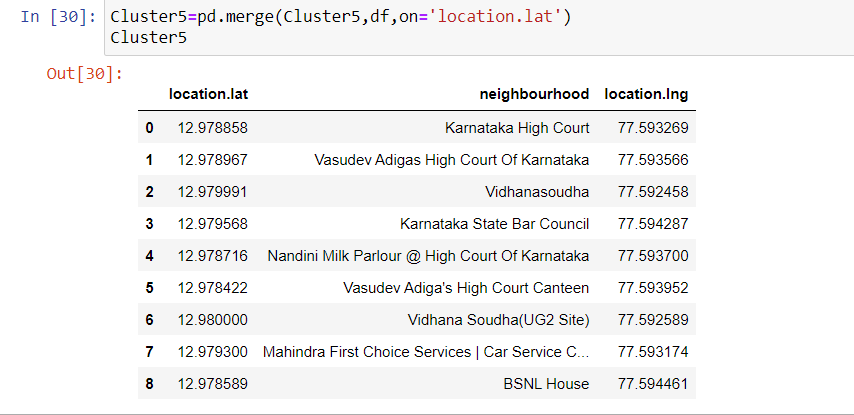 In [30]: Cluster5=pd.merge(Cluster5,df,on='location.lat')
Cluster5
Out[30]:
location.lat neighbourhood location.lng
0 12.978858 Karnataka High Court 77.593269
1 12.978967 Vasudev Adigas High Court Of Karnataka 77.593566
2 12.979991 Vidhanasoudha 77.592458
3 12.979568 Karnataka State Bar Council 77.594287
4 12.978716 Nandini Milk Parlour @ High Court Of Karnataka 77.593700
5 12.978422 Vasudev Adiga's High Court Canteen 77.593952
6 12.980000 Vidhana Soudha(UG2 Site) 77.592589
7 12.979300 Mahindra First Choice Services | Car Service C... 77.593174
8 12.978589 BSNL House 77.594461